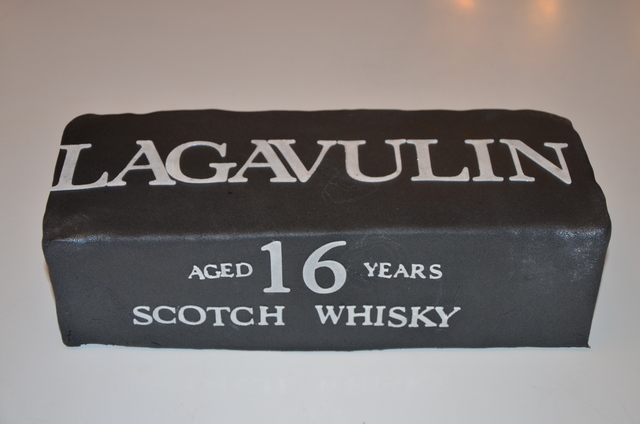 LAGAVULIN
AGED 16 YEARS
SCOTCH WHISKY